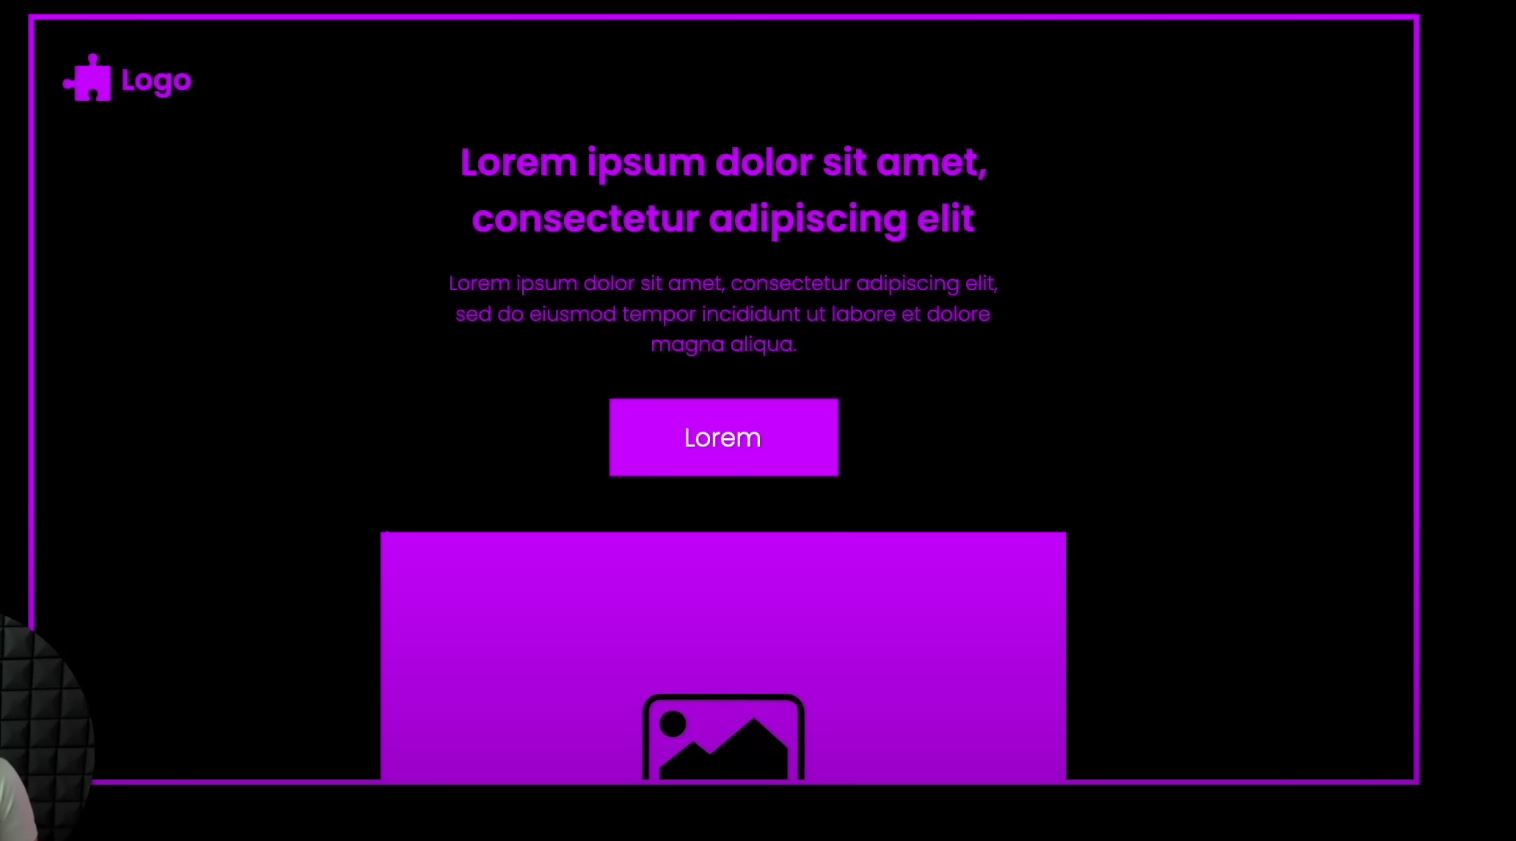 Logo
Lorem ipsum dolor sit amet,
consectetur adipiscing elit
Lorem ipsum dolor sit amet, consectetur adipiscing elit,
sed do eiusmod tempor incididunt ut labore et dolore
magna aliqua.
Lorem